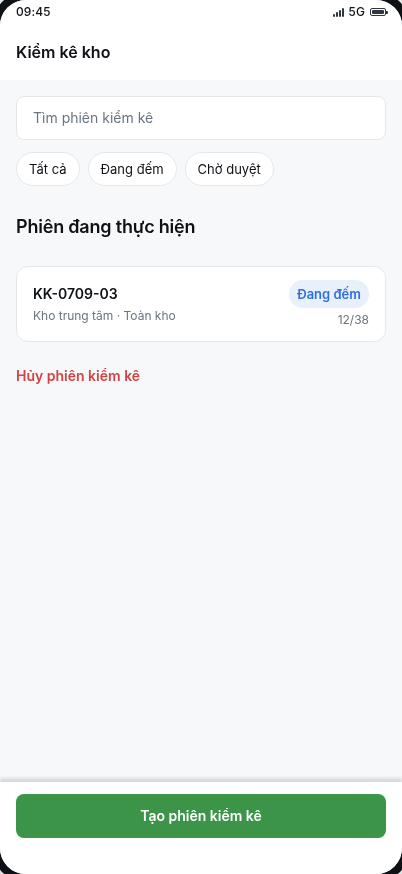 09:45
5G
Kiểm kê kho
Tìm phiên kiểm kê
Tất cả
Đang đếm
Chờ duyệt
Phiên đang thực hiện
KK-0709-03
Đang đếm
Kho trung tâm · Toàn kho
12/38
Hủy phiên kiểm kê
Tạo phiên kiểm kê